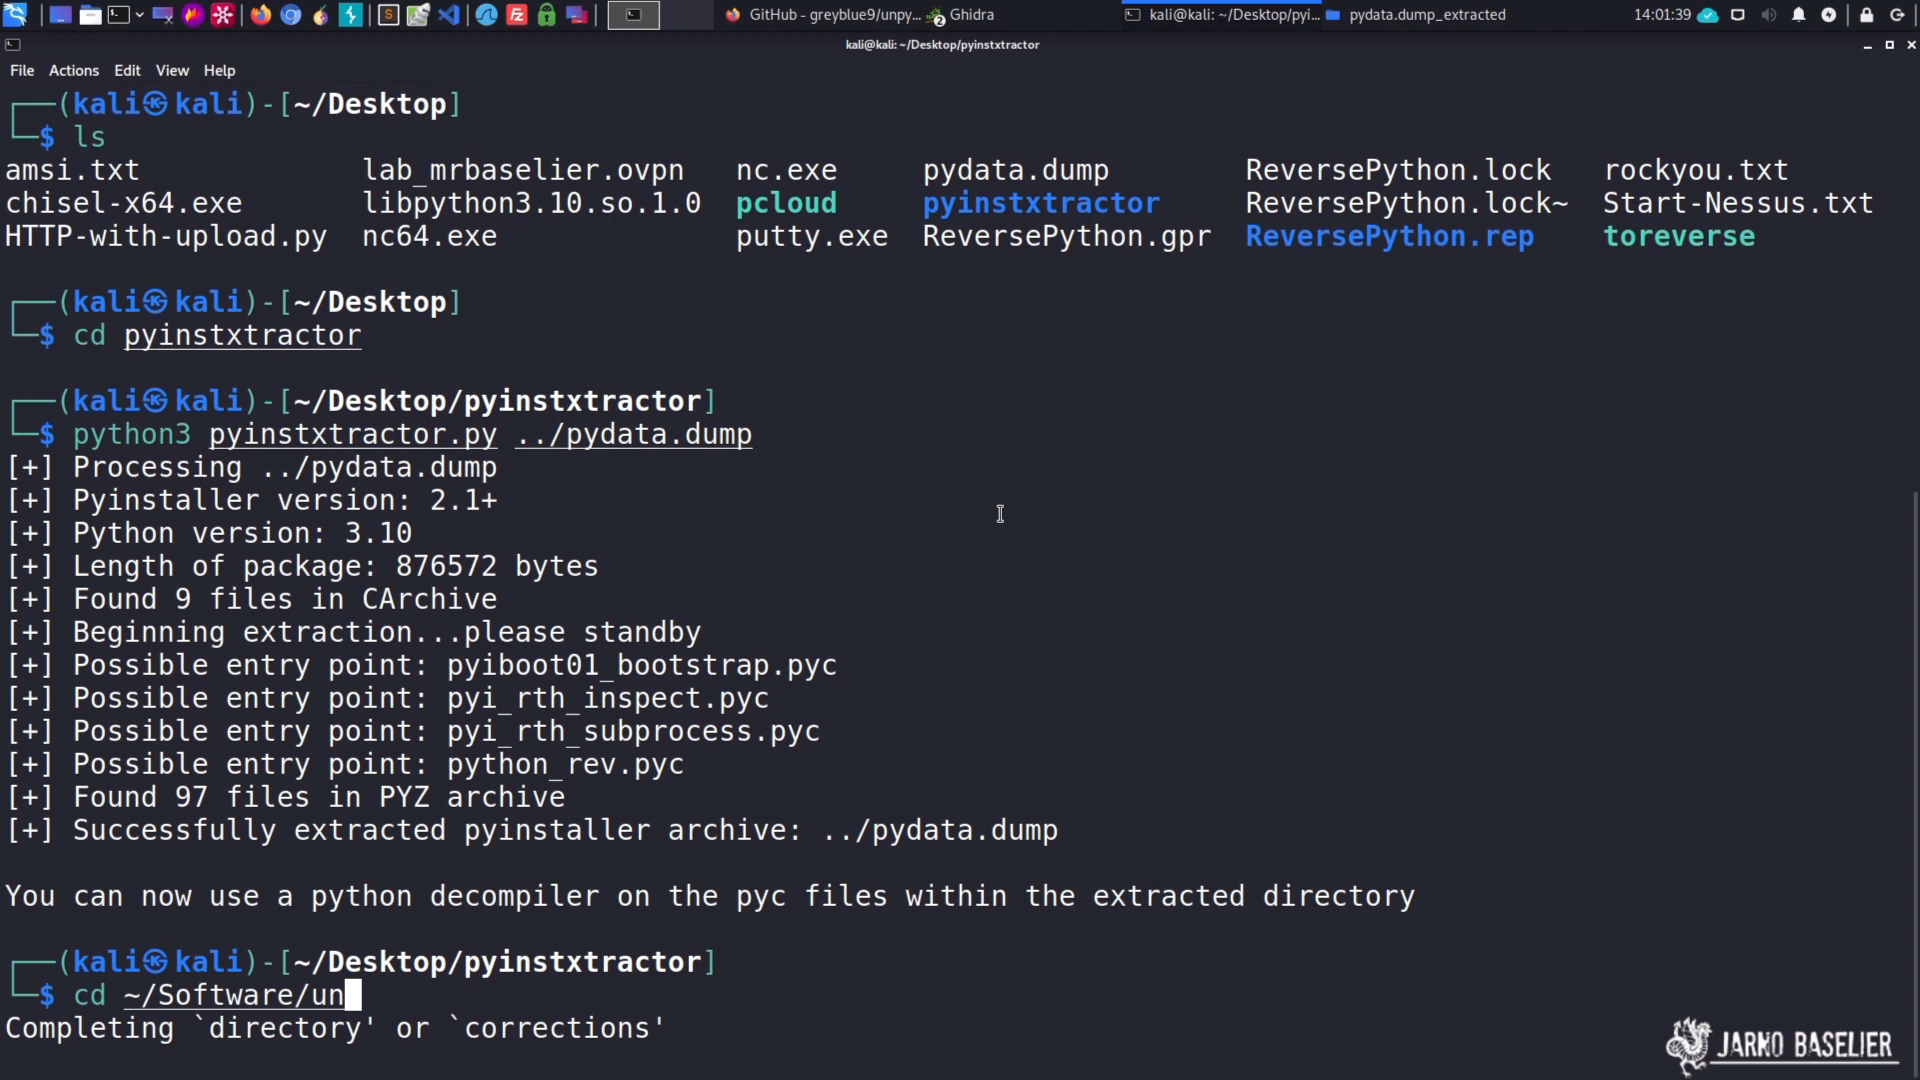 GitHub - greyblue9/unpy...
2
Ghidra
kali@kali: ~/Desktop/pyi...
pydata.dump_extracted
14:01:39
kali@kali: ~/Desktop/pyinstxtractor
File Actions Edit View Help
┌──(kali㉿kali)-[~/Desktop]
└─$ ls
amsi.txt lab_mrbaselier.ovpn nc.exe pydata.dump ReversePython.lock rockyou.txt
chisel-x64.exe libpython3.10.so.1.0 pcloud pyinstxtractor ReversePython.lock~ Start-Nessus.txt
HTTP-with-upload.py nc64.exe putty.exe ReversePython.gpr ReversePython.rep toreverse
┌──(kali㉿kali)-[~/Desktop]
└─$ cd pyinstxtractor
┌──(kali㉿kali)-[~/Desktop/pyinstxtractor]
└─$ python3 pyinstxtractor.py ../pydata.dump
[+] Processing ../pydata.dump
[+] Pyinstaller version: 2.1+
[+] Python version: 3.10
[+] Length of package: 876572 bytes
[+] Found 9 files in CArchive
[+] Beginning extraction...please standby
[+] Possible entry point: pyiboot01_bootstrap.pyc
[+] Possible entry point: pyi_rth_inspect.pyc
[+] Possible entry point: pyi_rth_subprocess.pyc
[+] Possible entry point: python_rev.pyc
[+] Found 97 files in PYZ archive
[+] Successfully extracted pyinstaller archive: ../pydata.dump
You can now use a python decompiler on the pyc files within the extracted directory
┌──(kali㉿kali)-[~/Desktop/pyinstxtractor]
└─$ cd ~/Software/un
Completing `directory' or `corrections'
JARNO BASELIER